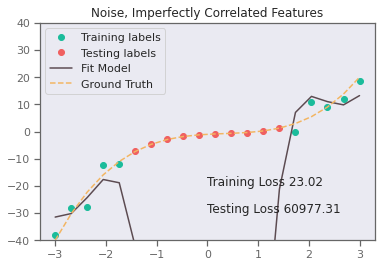 Noise, Imperfectly Correlated Features
Training labels
Testing labels
Fit Model
Ground Truth
40
30
20
10
0
−10
−20
−30
−40
Training Loss 23.02
Testing Loss 60977.31
−3 −2 −1 0 1 2 3